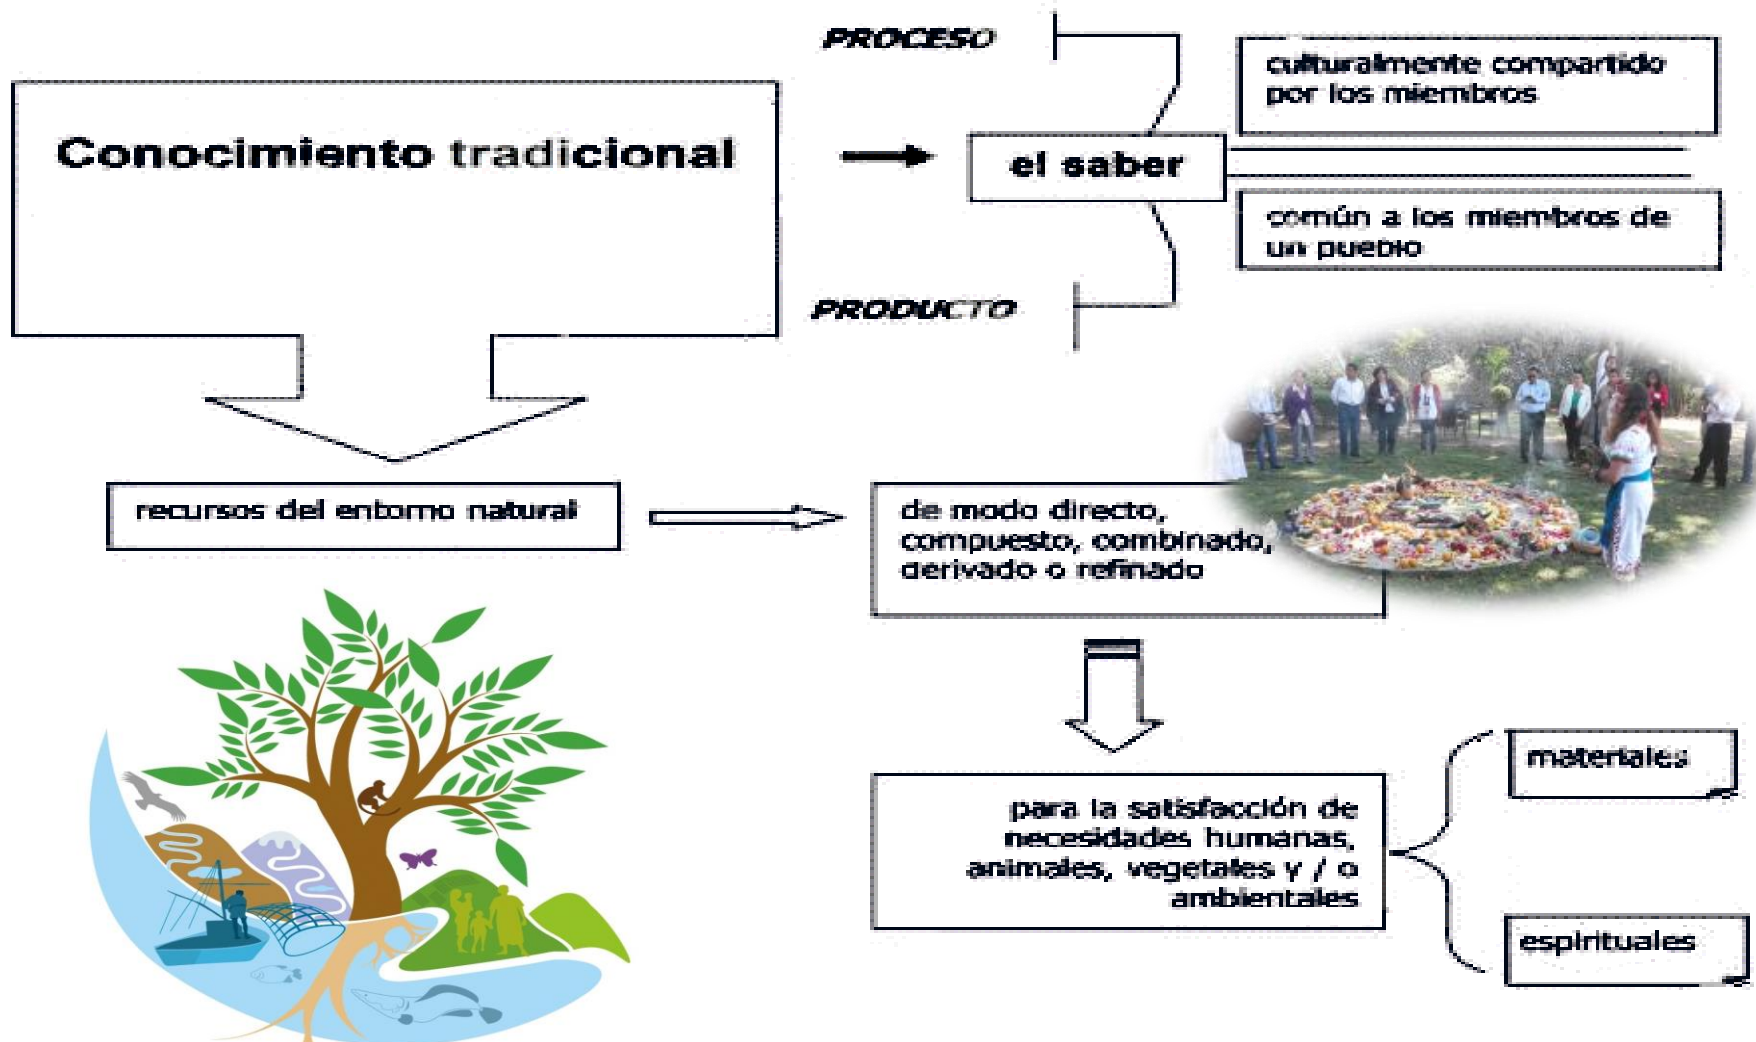 PROCESO
culturalmente compartido
por los miembros
Conocimiento tradicional
el saber
común a los miembros de
un pueblo
PRODUCTO
recursos del entorno natural
de modo directo,
compuesto, combinado,
derivado o refinado
para la satisfacción de
necesidades humanas,
animales, vegetales y / o
ambientales
materiales
espirituales